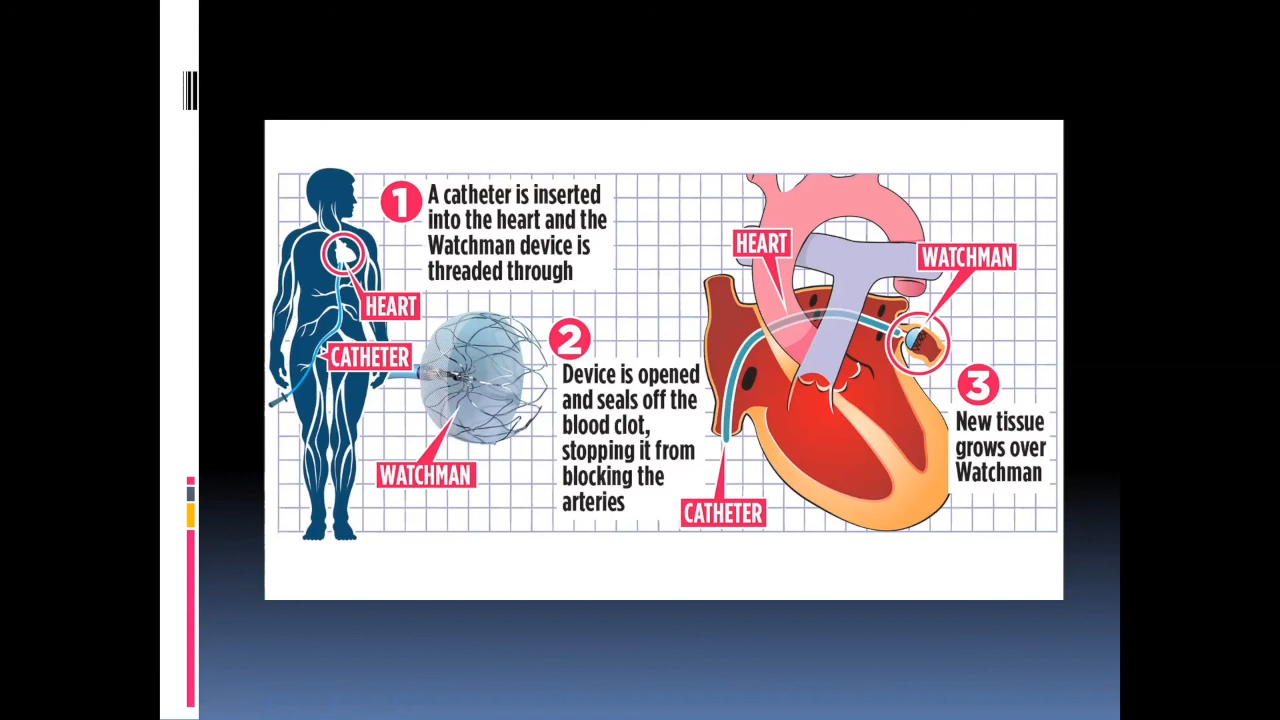 1
A catheter is inserted
into the heart and the
Watchman device is
threaded through
HEART
CATHETER
WATCHMAN
2
Device is opened
and seals off the
blood clot,
stopping it from
blocking the
arteries
HEART
WATCHMAN
CATHETER
3
New tissue
grows over
Watchman